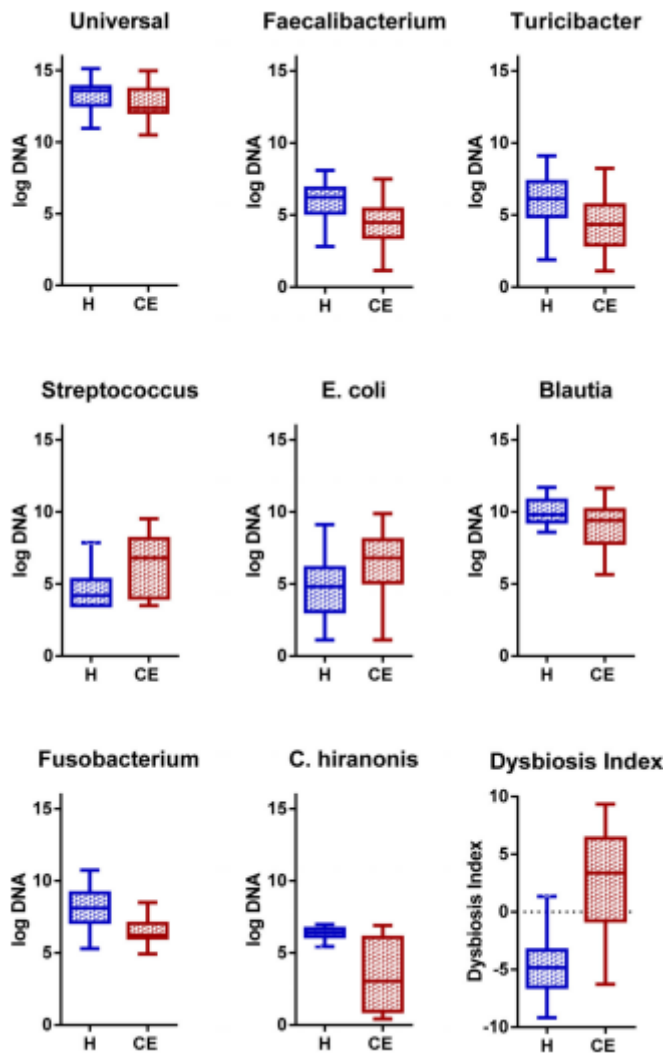 Universal
Faecalibacterium
Turicibacter
15
10
5
0
log DNA
H
CE
15
10
5
0
log DNA
H
CE
15
10
5
0
log DNA
H
CE
Streptococcus
E. coli
Blautia
15
10
5
0
log DNA
H
CE
15
10
5
0
log DNA
H
CE
15
10
5
0
log DNA
H
CE
Fusobacterium
C. hiranonis
Dysbiosis Index
15
10
5
0
log DNA
H
CE
15
10
5
0
log DNA
H
CE
10
5
0
-5
-10
Dysbiosis Index
H
CE